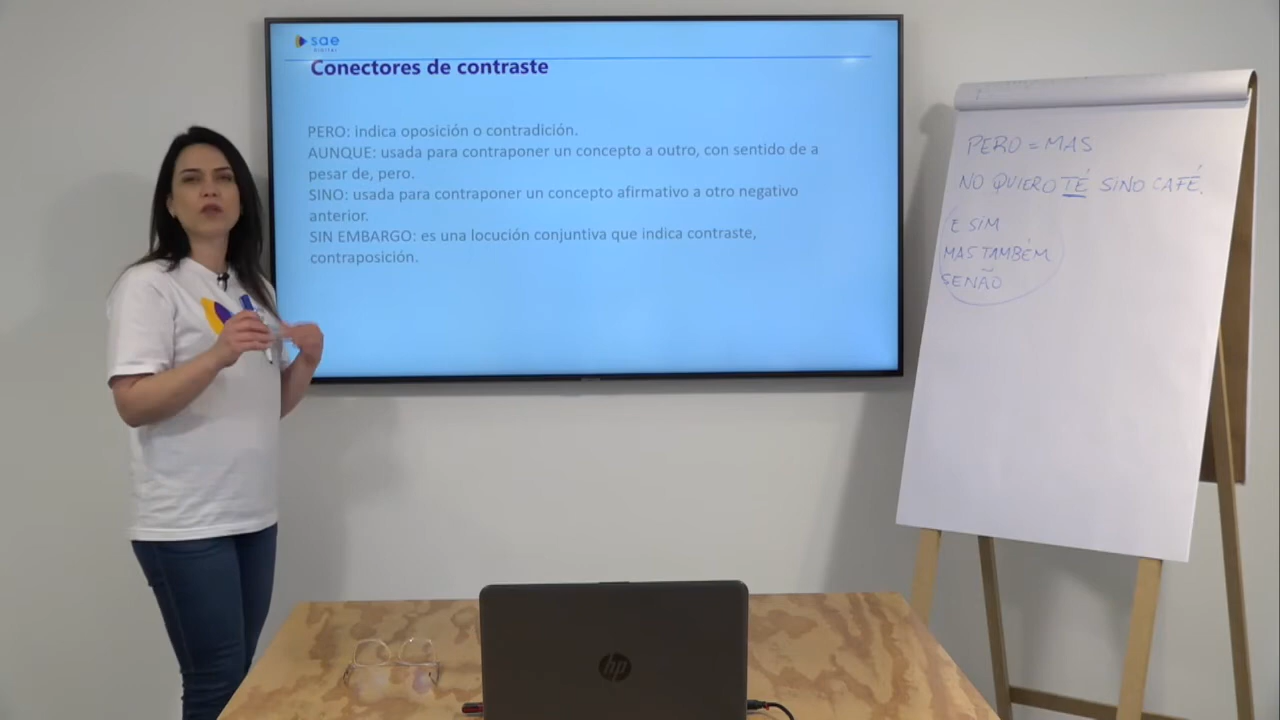 sae
DIGITAL
Conectores de contraste
PERO: indica oposición o contradición.
AUNQUE: usada para contraponer un concepto a outro, con sentido de a
pesar de, pero.
SINO: usada para contraponer un concepto afirmativo a otro negativo
anterior.
SIN EMBARGO: es una locución conjuntiva que indica contraste,
contraposición.
PERO = MAS
NO QUIERO TÉ SINO CAFÉ.
E SIM
MAS TAMBÉM
SENÃO
hp